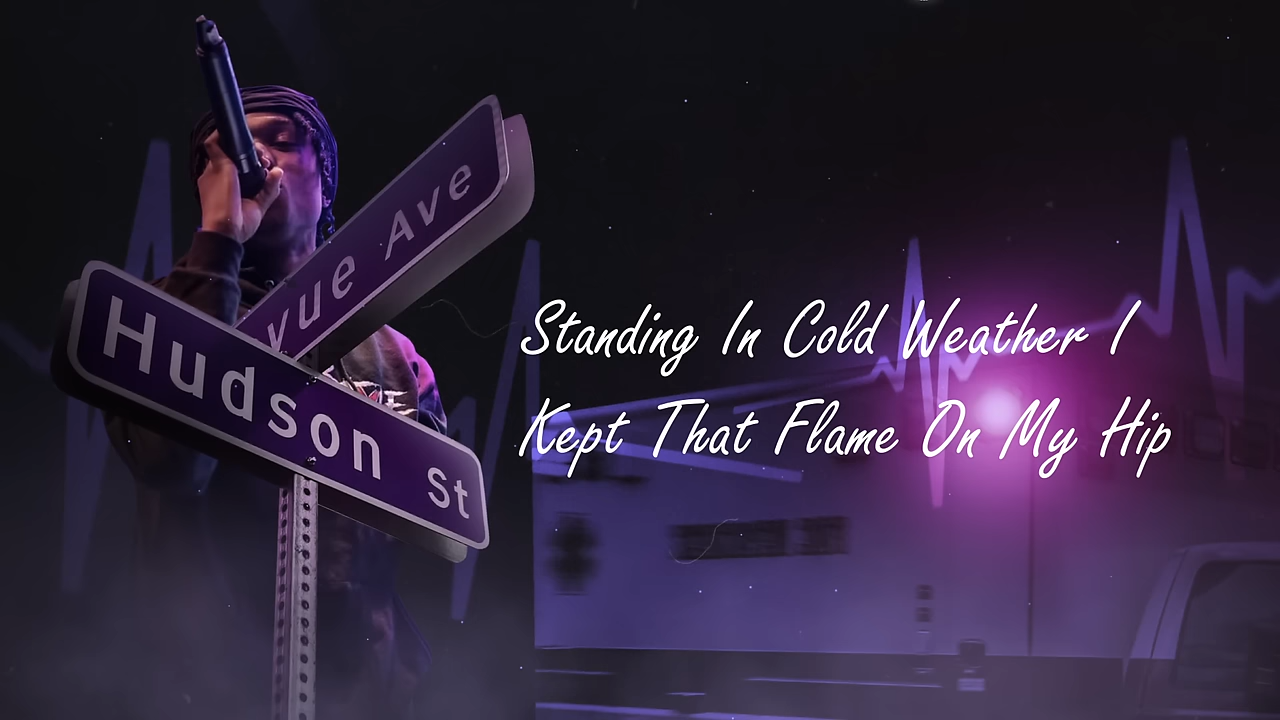 vue Ave
Hudson St
Standing In Cold Weather I
Kept That Flame On My Hip